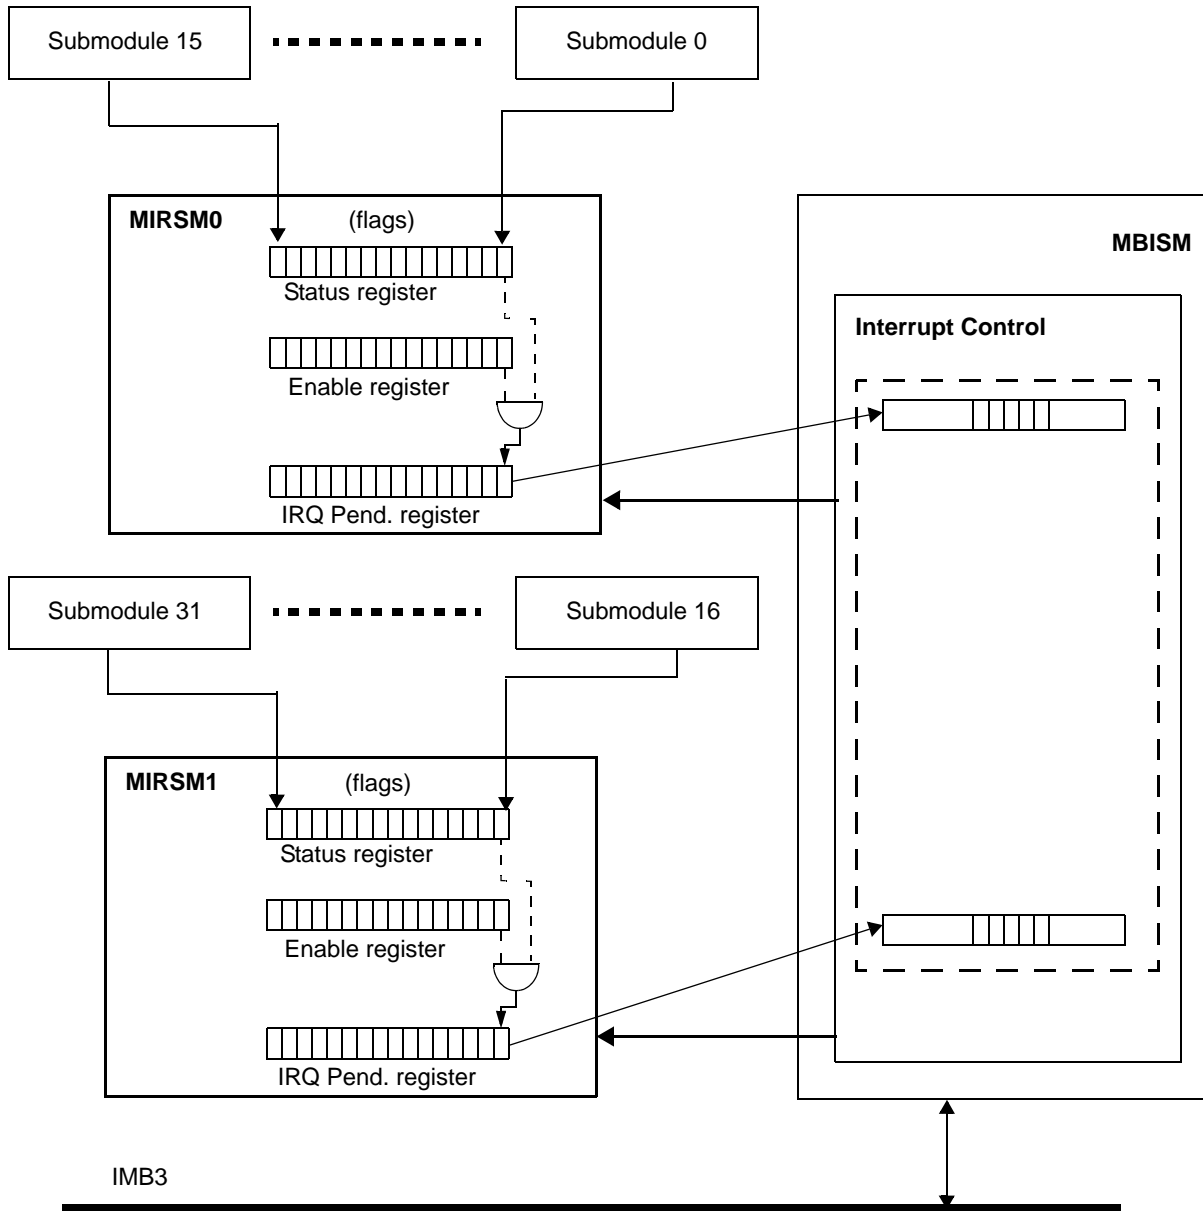 Submodule 15
Submodule 0
MIRSM0
(flags)
Status register
Enable register
IRQ Pend. register
MBISM
Interrupt Control
Submodule 31
Submodule 16
MIRSM1
(flags)
Status register
Enable register
IRQ Pend. register
IMB3